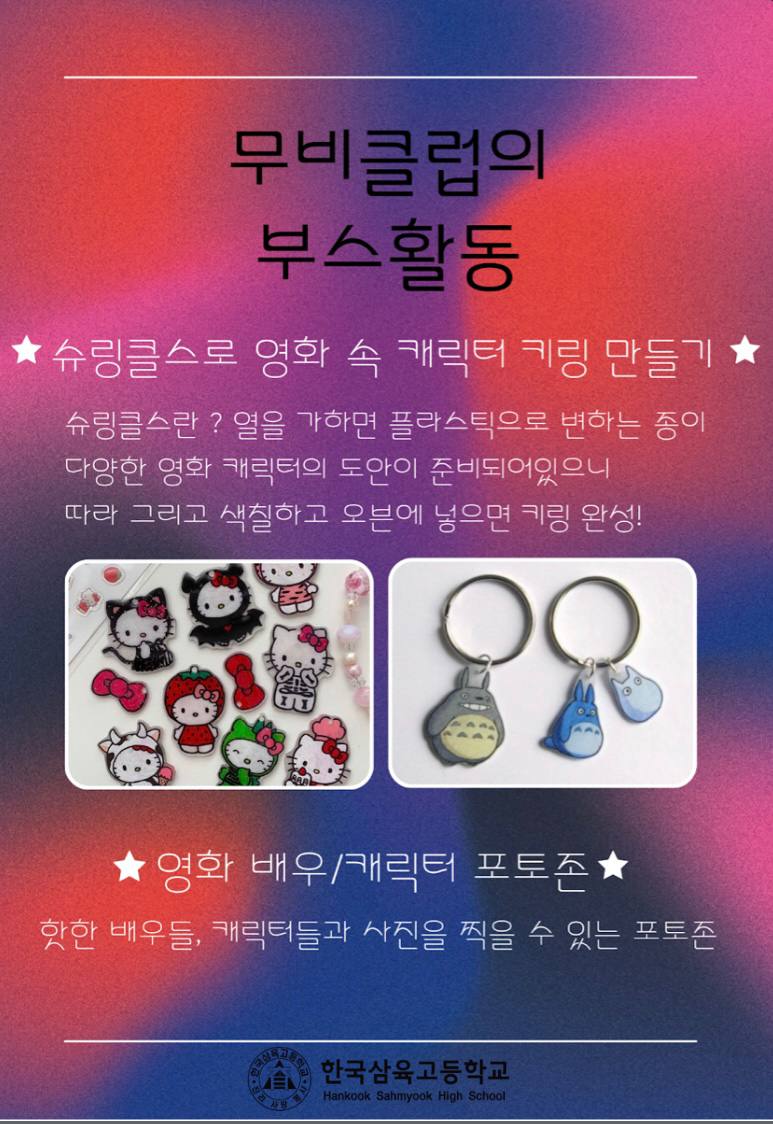 무비클럽의
부스활동
슈링클스로 영화 속 캐릭터 키링 만들기
슈링클스란 ? 열을 가하면 플라스틱으로 변하는 종이
다양한 영화 캐릭터의 도안이 준비되어있으니
따라 그리고 색칠하고 오븐에 넣으면 키링 완성!
영화 배우/캐릭터 포토존
핫한 배우들, 캐릭터들과 사진을 찍을 수 있는 포토존
한국삼육고등학교
Hankook Sahmyook High School